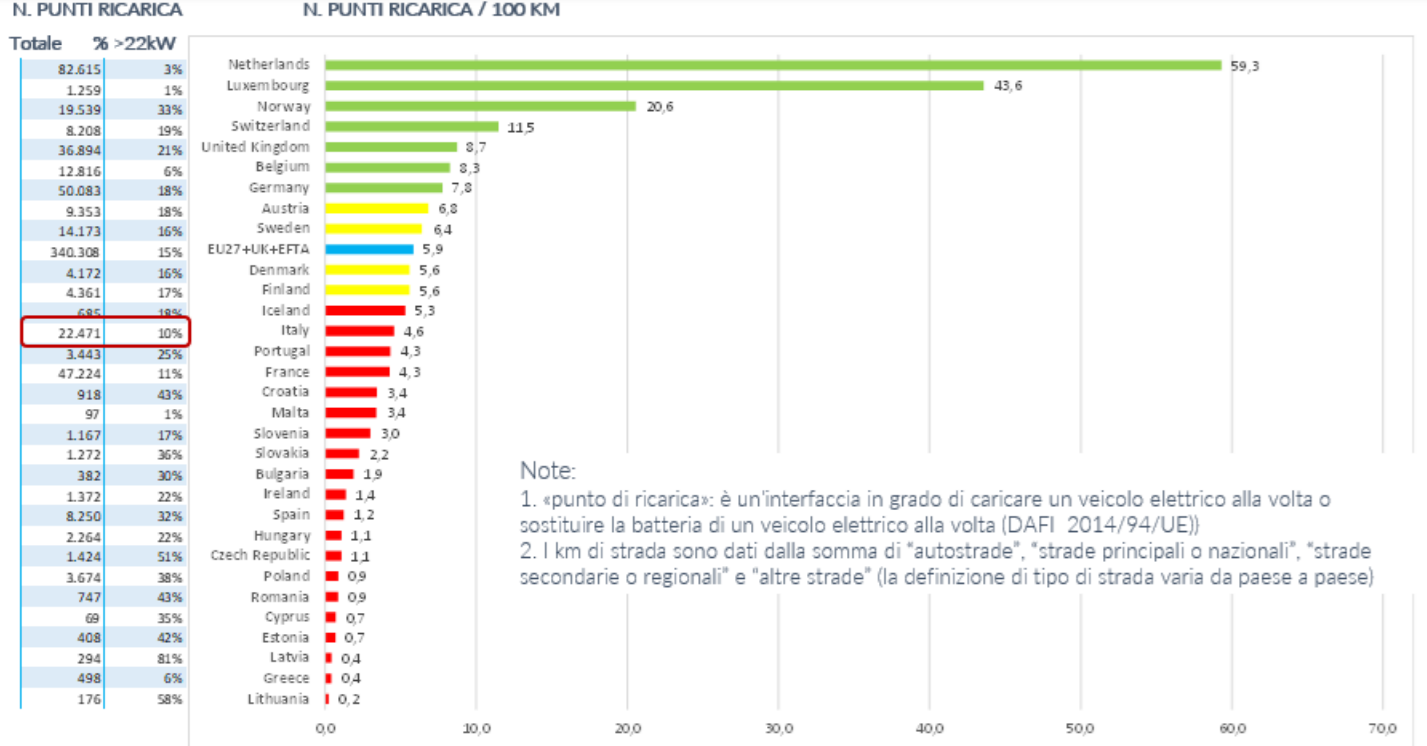 N. PUNTI RICARICA N. PUNTI RICARICA / 100 KM
Totale % >22kW
82.615 3% Netherlands 59,3
1.259 1% Luxembourg 43,6
19.539 33% Norway 20,6
8.208 19% Switzerland 11,5
36.894 21% United Kingdom 8,7
12.816 6% Belgium 8,3
50.083 18% Germany 7,8
9.353 18% Austria 6,8
14.173 16% Sweden 6,4
340.308 15% EU27+UK+EFTA 5,9
4.172 16% Denmark 5,6
4.361 17% Finland 5,6
685 18% Iceland 5,3
22.471 10% Italy 4,6
3.443 25% Portugal 4,3
47.224 11% France 4,3
918 43% Croatia 3,4
97 1% Malta 3,4
1.167 17% Slovenia 3,0
1.272 36% Slovakia 2,2
382 30% Bulgaria 1,9
1.372 22% Ireland 1,4
8.250 32% Spain 1,2
2.264 22% Hungary 1,1
1.424 51% Czech Republic 1,1
3.674 38% Poland 0,9
747 43% Romania 0,9
69 35% Cyprus 0,7
408 42% Estonia 0,7
294 81% Latvia 0,4
498 6% Greece 0,4
176 58% Lithuania 0,2
0,0 10,0 20,0 30,0 40,0 50,0 60,0 70,0
Note:
1. «punto di ricarica»: è un'interfaccia in grado di caricare un veicolo elettrico alla volta o
sostituire la batteria di un veicolo elettrico alla volta (DAFI 2014/94/UE))
2. I km di strada sono dati dalla somma di "autostrade", "strade principali o nazionali", "strade
secondarie o regionali" e "altre strade" (la definizione di tipo di strada varia da paese a paese)